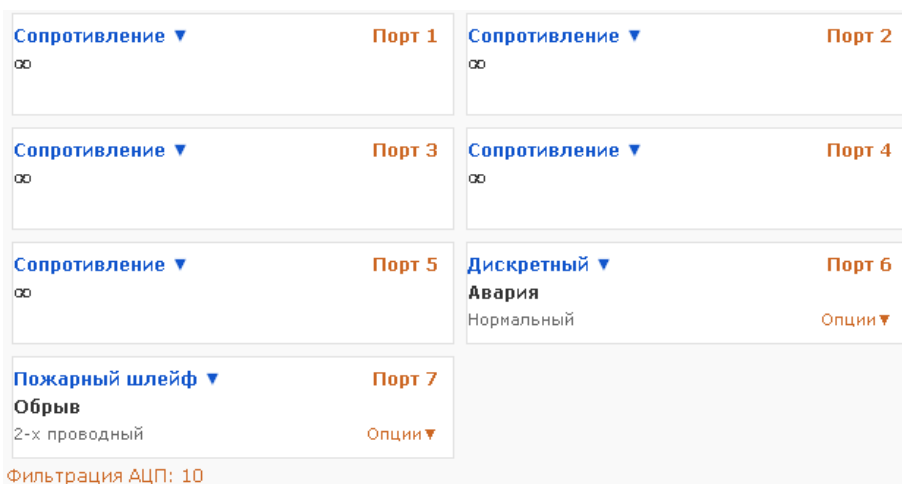 Сопротивление ▼ Порт 1
∞
Сопротивление ▼ Порт 2
∞
Сопротивление ▼ Порт 3
∞
Сопротивление ▼ Порт 4
∞
Сопротивление ▼ Порт 5
∞
Дискретный ▼ Порт 6
Авария
Нормальный Опции▼
Пожарный шлейф ▼ Порт 7
Обрыв
2-х проводный Опции▼
Фильтрация АЦП: 10